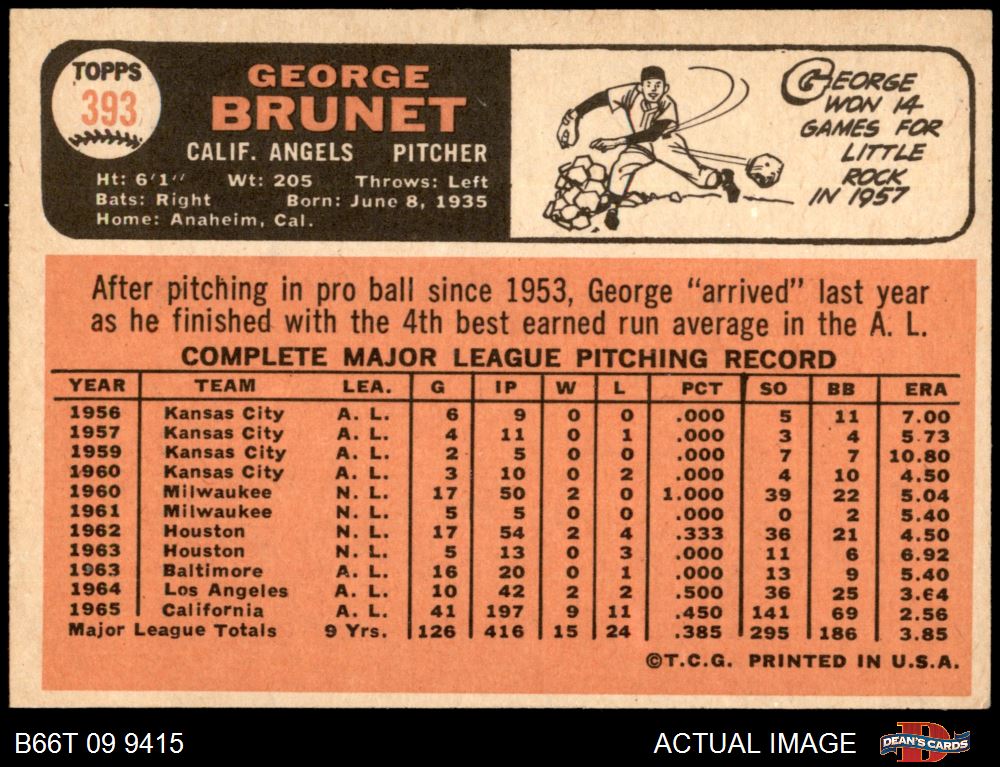 TOPPS
393
GEORGE
BRUNET
CALIF. ANGELS PITCHER
Ht: 6'1" Wt: 205 Throws: Left
Bats: Right Born: June 8, 1935
Home: Anaheim, Cal.
GEORGE
WON 14
GAMES FOR
LITTLE
ROCK
IN 1957
After pitching in pro ball since 1953, George "arrived" last year
as he finished with the 4th best earned run average in the A. L.
COMPLETE MAJOR LEAGUE PITCHING RECORD
YEAR TEAM LEA. G IP W L PCT SO BB ERA
1956 Kansas City A. L. 6 9 0 0 .000 5 11 7.00
1957 Kansas City A. L. 4 11 0 1 .000 3 4 5.73
1959 Kansas City A. L. 2 5 0 0 .000 7 7 10.80
1960 Kansas City A. L. 3 10 0 2 .000 4 10 4.50
1960 Milwaukee N. L. 17 50 2 0 1.000 39 22 5.04
1961 Milwaukee N. L. 5 5 0 0 .000 0 2 5.40
1962 Houston N. L. 17 54 2 4 .333 36 21 4.50
1963 Houston N. L. 5 13 0 3 .000 11 6 6.92
1963 Baltimore A. L. 16 20 0 1 .000 13 9 5.40
1964 Los Angeles A. L. 10 42 2 2 .500 36 25 3.64
1965 California A. L. 41 197 9 11 .450 141 69 2.56
Major League Totals 9 Yrs. 126 416 15 24 .385 295 186 3.85
©T.C.G. PRINTED IN U.S.A.
B66T 09 9415
ACTUAL IMAGE
D
DEAN'S CARDS